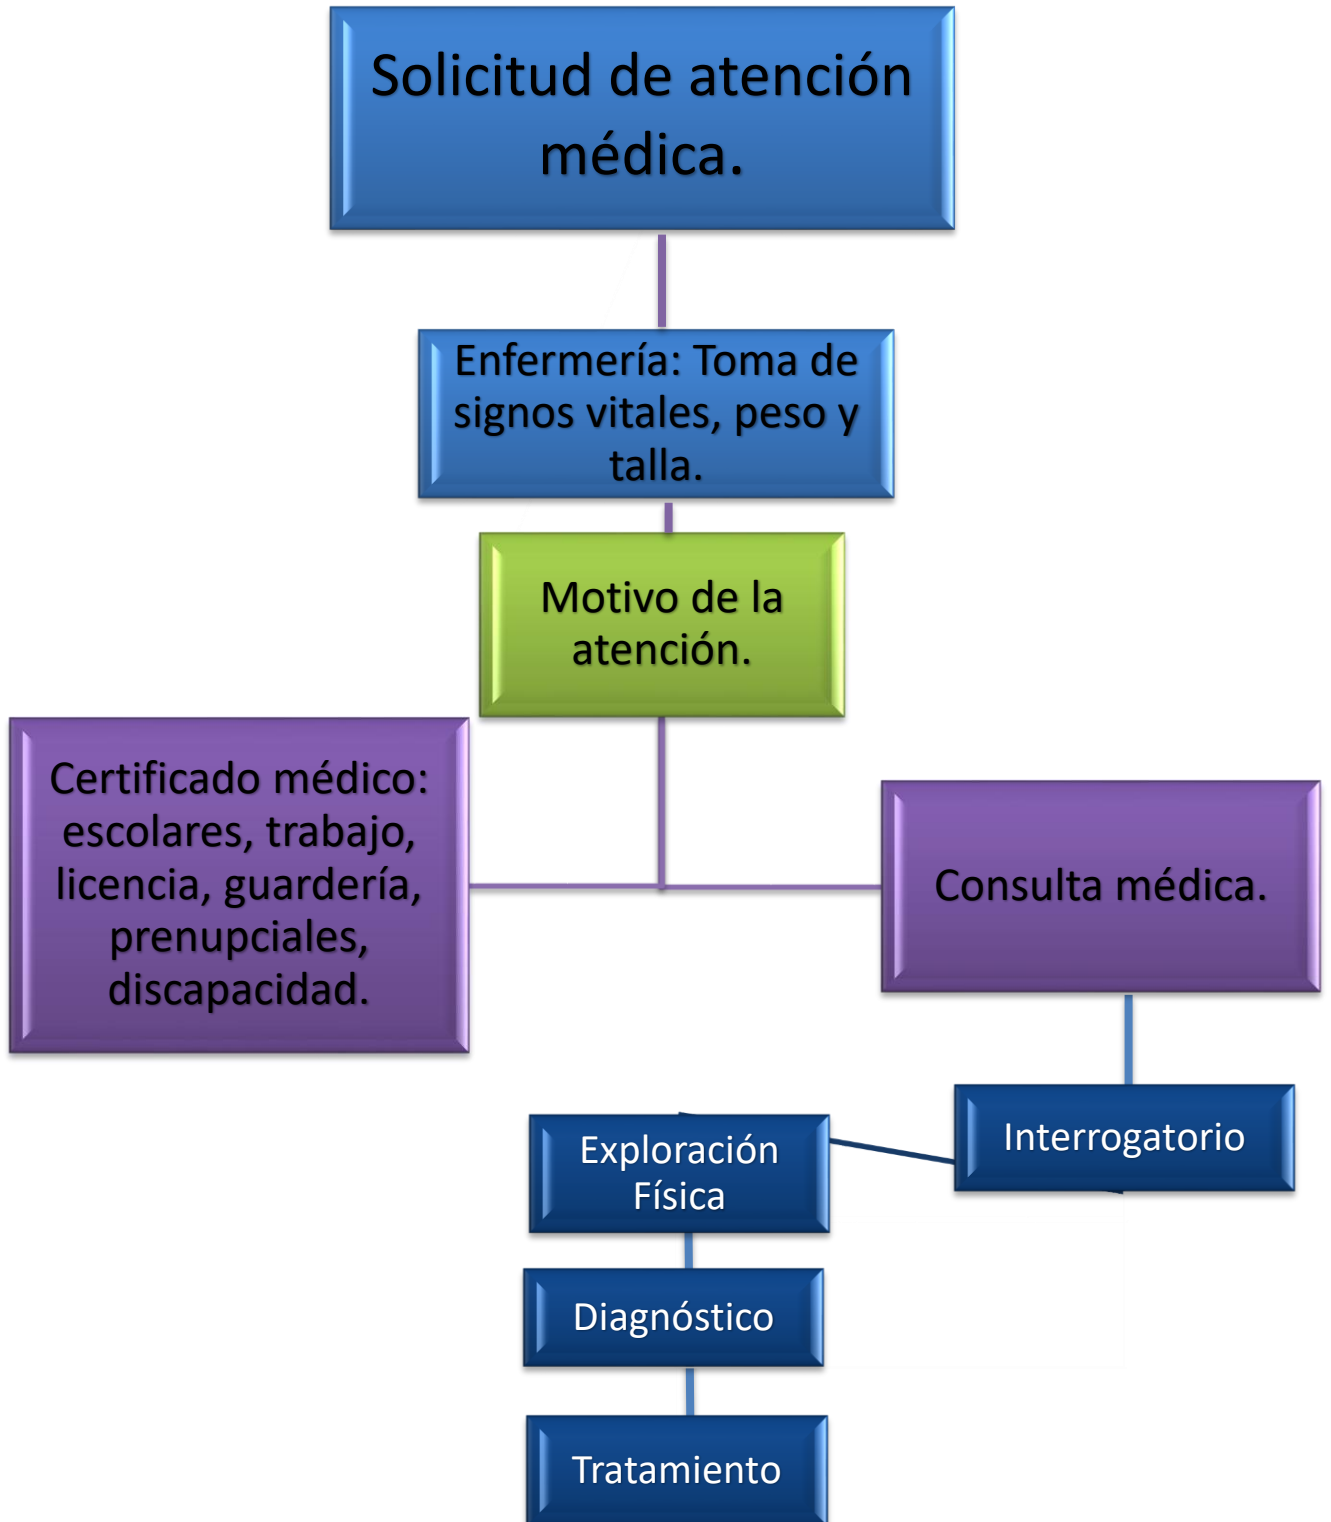 Solicitud de atención
médica.
Enfermería: Toma de
signos vitales, peso y
talla.
Motivo de la
atención.
Certificado médico:
escolares, trabajo,
licencia, guardería,
prenupciales,
discapacidad.
Consulta médica.
Interrogatorio
Exploración
Física
Diagnóstico
Tratamiento